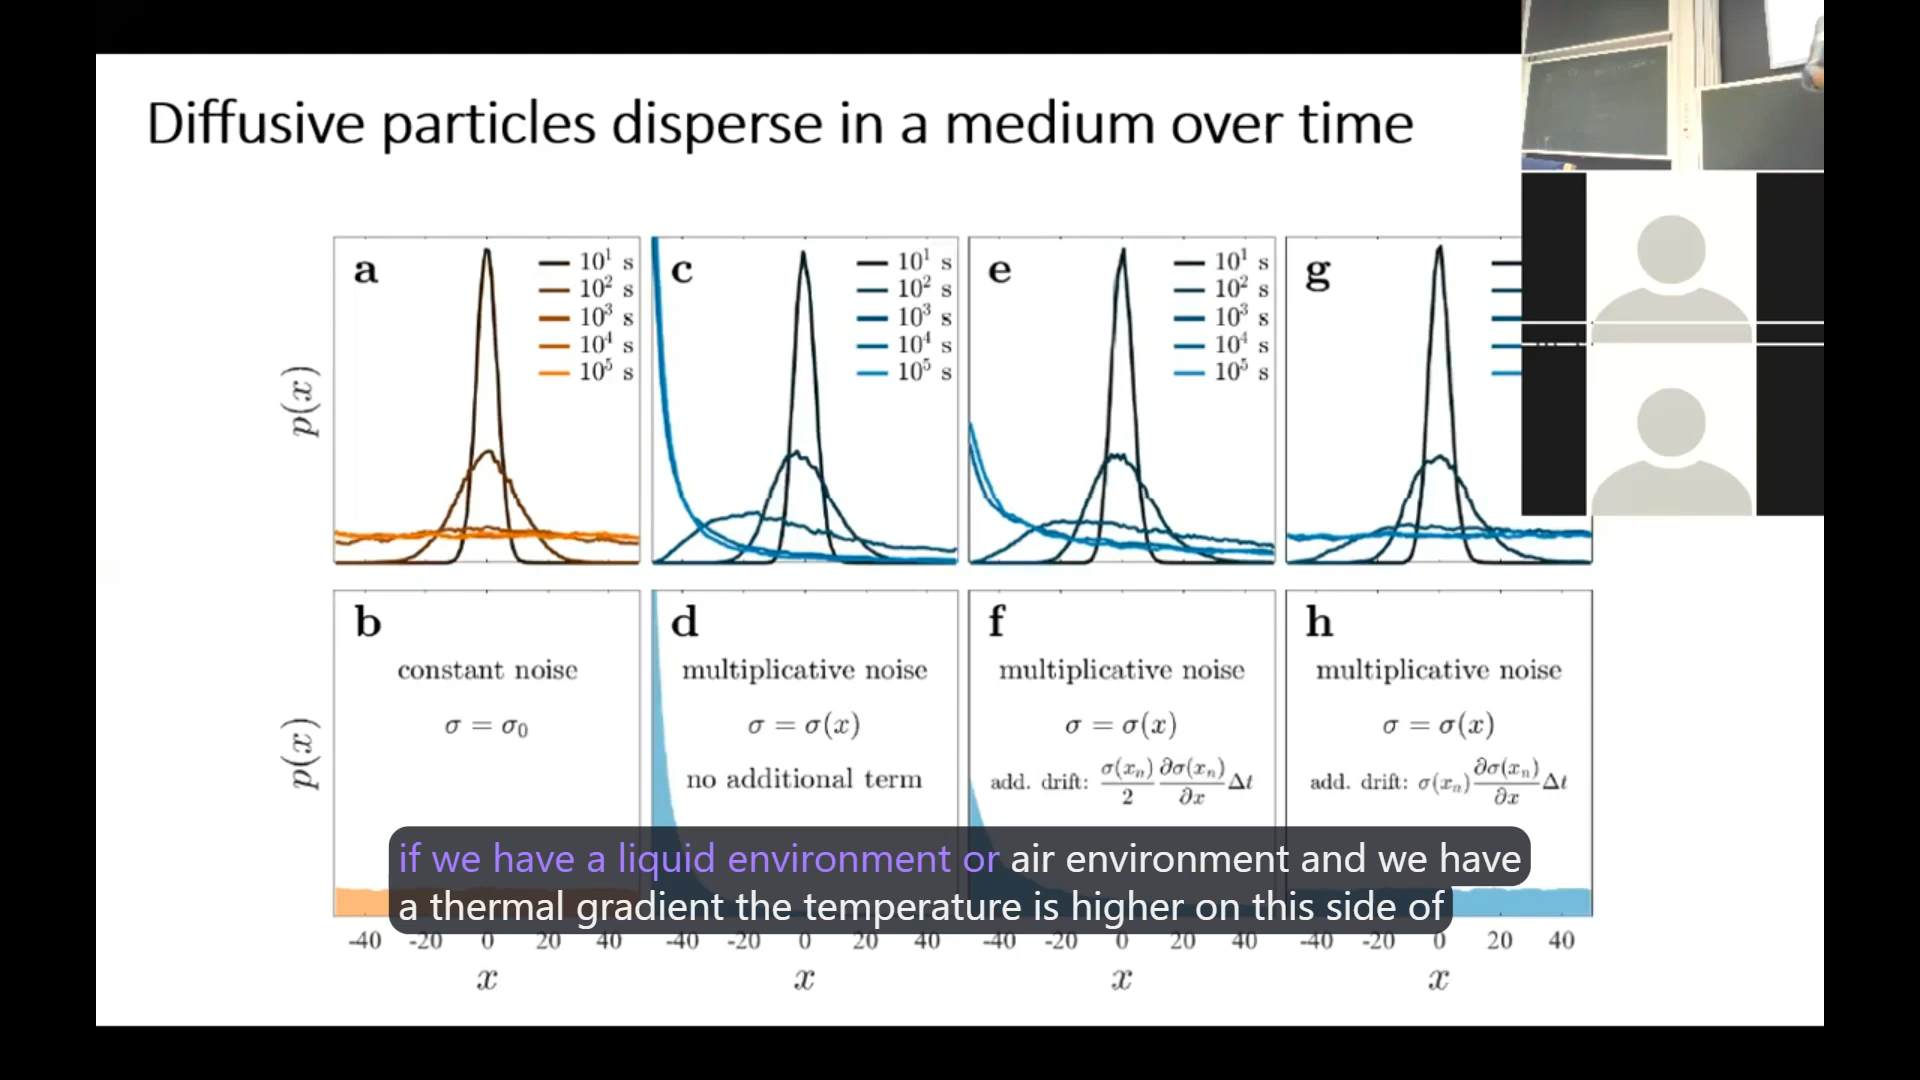 Diffusive particles disperse in a medium over time
p(x)
a
10¹ s
10² s
10³ s
10⁴ s
10⁵ s
c
10¹ s
10² s
10³ s
10⁴ s
10⁵ s
e
10¹ s
10² s
10³ s
10⁴ s
10⁵ s
g
p(x)
b
constant noise
σ = σ₀
d
multiplicative noise
σ = σ(x)
no additional term
f
multiplicative noise
σ = σ(x)
add. drift: σ(xₙ)/2 ∂σ(xₙ)/∂x Δt
h
multiplicative noise
σ = σ(x)
add. drift: σ(xₙ) ∂σ(xₙ)/∂x Δt
if we have a liquid environment or air environment and we have
a thermal gradient the temperature is higher on this side of
-40 -20 0 20 40
-40 -20 0 20 40
-40 -20 0 20 40
-40 -20 0 20 40
x
x
x
x